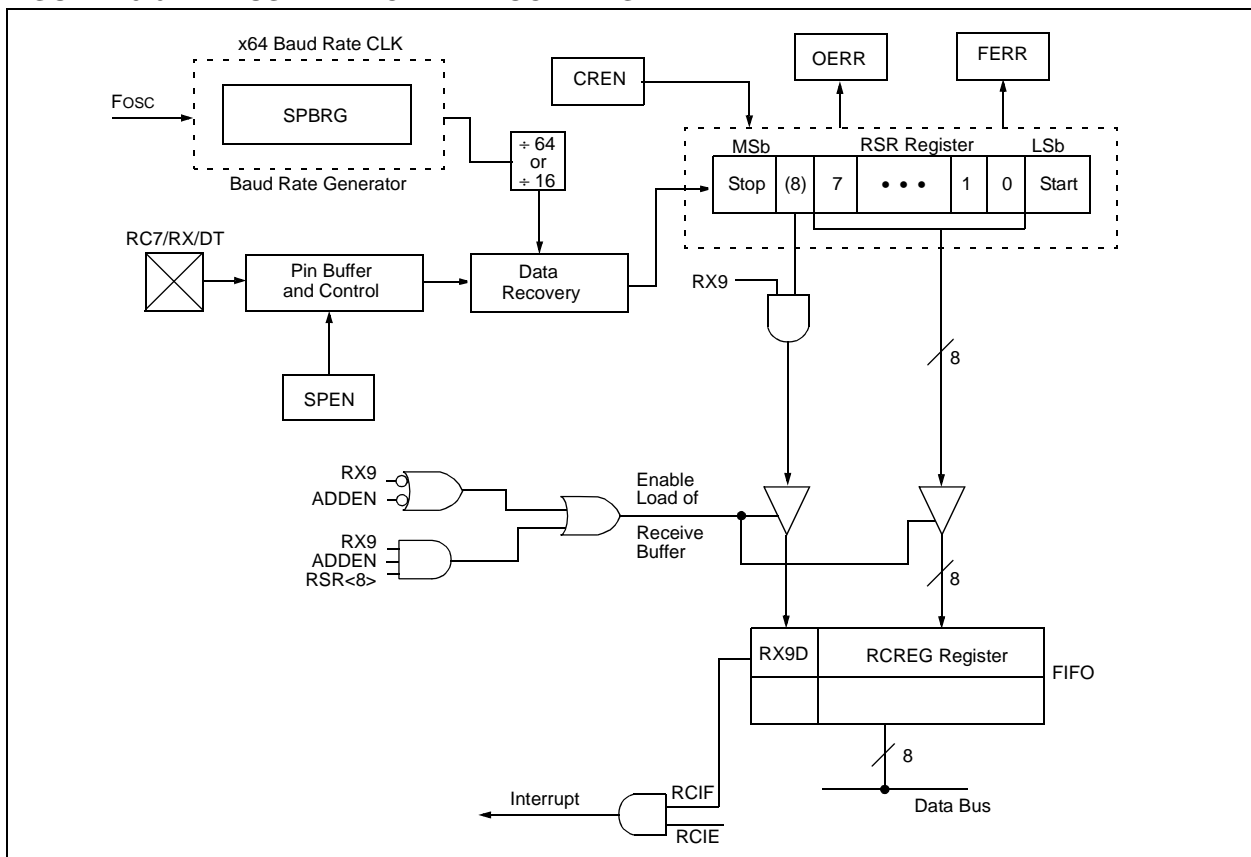 x64 Baud Rate CLK
FOSC
SPBRG
Baud Rate Generator
CREN
OERR
FERR
÷ 64
or
÷ 16
MSb
RSR Register
LSb
Stop
(8)
7
• • •
1
0
Start
RC7/RX/DT
Pin Buffer
and Control
Data
Recovery
SPEN
RX9
8
RX9
ADDEN
RX9
ADDEN
RSR<8>
Enable
Load of
Receive
Buffer
8
RX9D
RCREG Register
FIFO
8
Data Bus
Interrupt
RCIF
RCIE